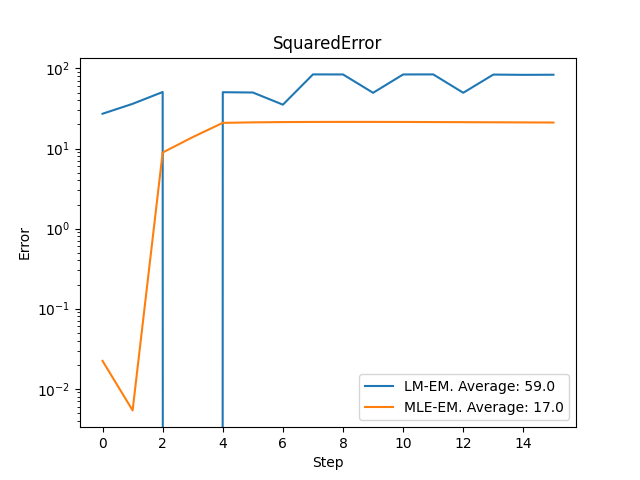 SquaredError
Error
10²
10¹
10⁰
10⁻¹
10⁻²
LM-EM. Average: 59.0
MLE-EM. Average: 17.0
0 2 4 6 8 10 12 14
Step